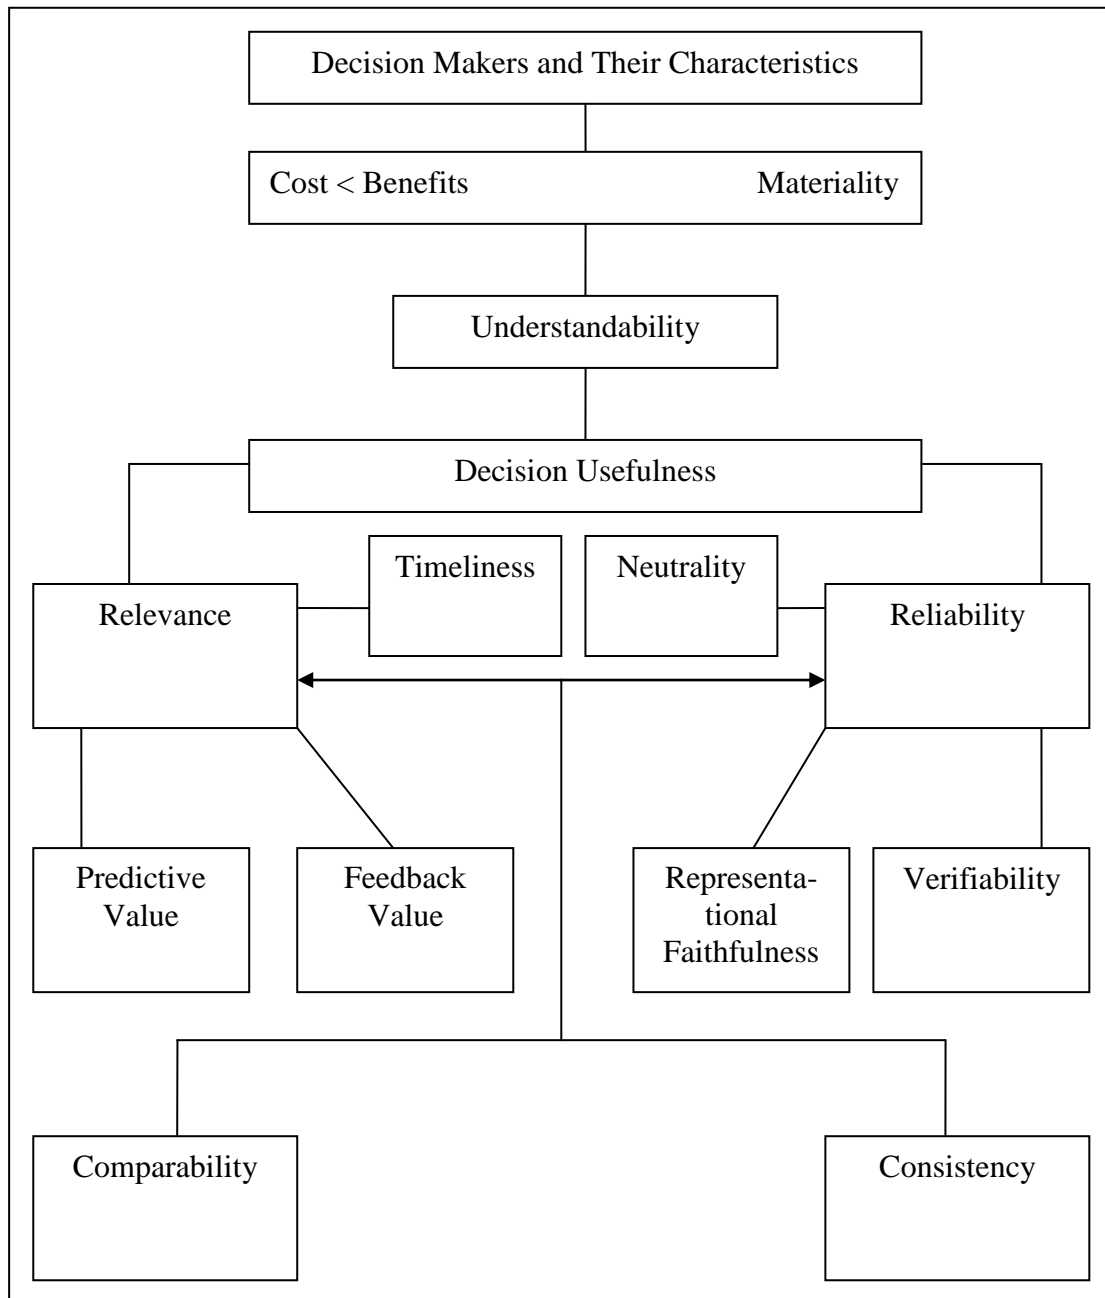 Decision Makers and Their Characteristics
Cost < Benefits Materiality
Understandability
Decision Usefulness
Timeliness
Neutrality
Relevance
Reliability
Predictive
Value
Feedback
Value
Representa-
tional
Faithfulness
Verifiability
Comparability
Consistency